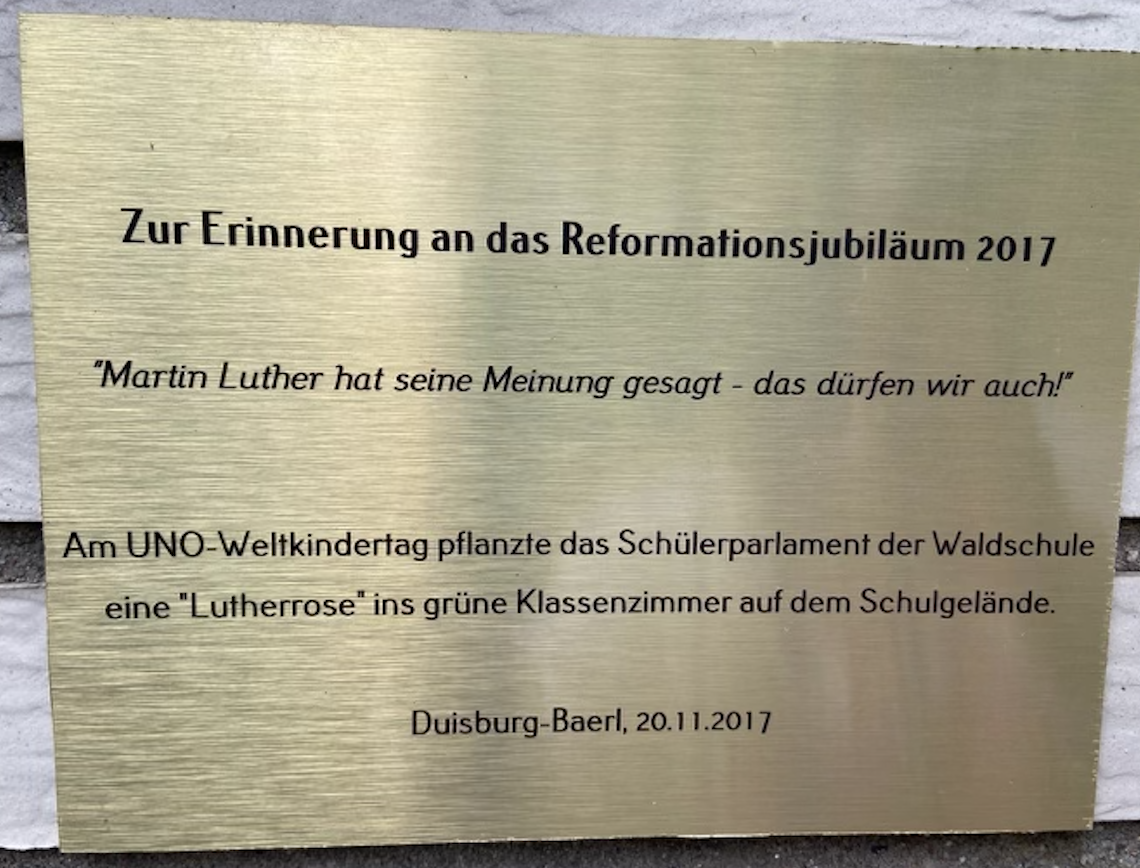 Zur Erinnerung an das Reformationsjubiläum 2017
"Martin Luther hat seine Meinung gesagt - das dürfen wir auch!"
Am UNO-Weltkindertag pflanzte das Schülerparlament der Waldschule
eine "Lutherrose" ins grüne Klassenzimmer auf dem Schulgelände.
Duisburg-Baerl, 20.11.2017